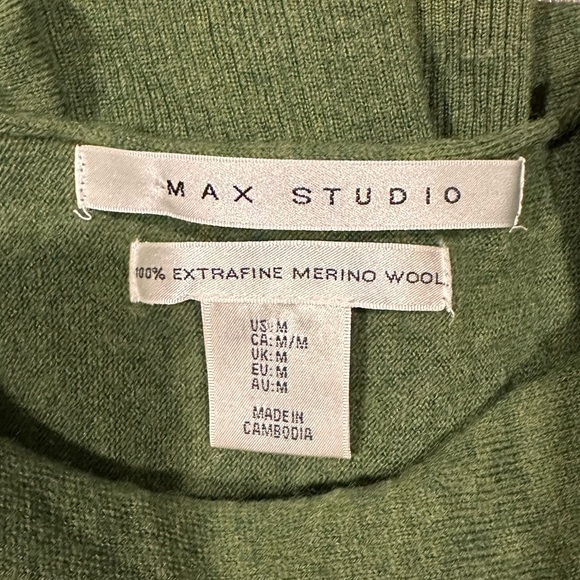 MAX STUDIO
100% EXTRAFINE MERINO WOOL
US:M
CA:M/M
UK:M
EU:M
AU:M
MADE IN
CAMBODIA